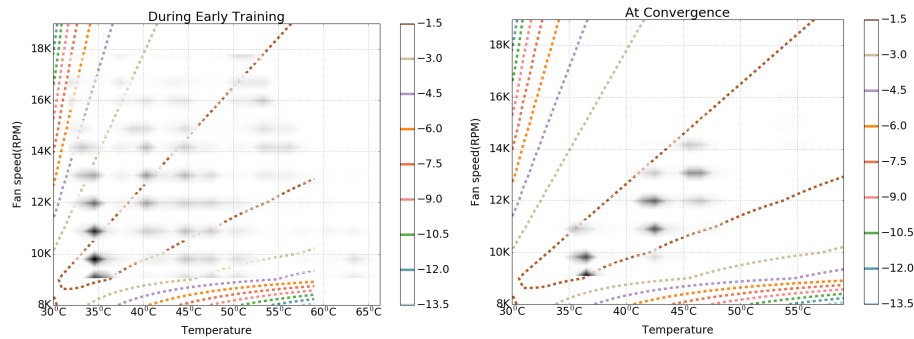 During Early Training
18K
16K
14K
12K
10K
8K
Fan speed(RPM)
30°C
35°C
40°C
45°C
50°C
55°C
60°C
65°C
Temperature
−1.5
−3.0
−4.5
−6.0
−7.5
−9.0
−10.5
−12.0
−13.5
At Convergence
18K
16K
14K
12K
10K
8K
Fan speed(RPM)
30°C
35°C
40°C
45°C
50°C
55°C
Temperature
−1.5
−3.0
−4.5
−6.0
−7.5
−9.0
−10.5
−12.0
−13.5